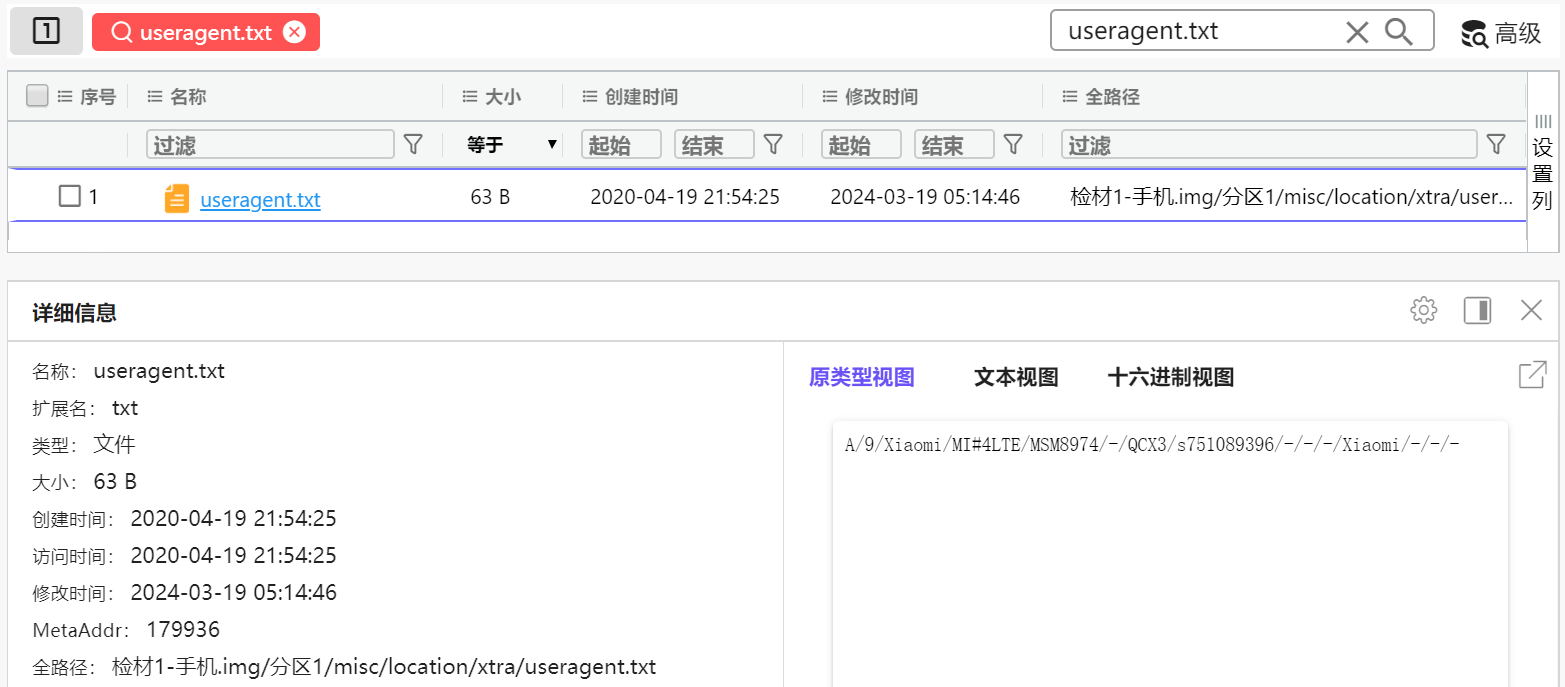 1 useragent.txt useragent.txt 高级
序号 名称 大小 创建时间 修改时间 全路径
过滤 等于 起始 结束 起始 结束 过滤
设置列
1 useragent.txt 63 B 2020-04-19 21:54:25 2024-03-19 05:14:46 检材1-手机.img/分区1/misc/location/xtra/user...
详细信息
名称： useragent.txt
扩展名： txt
类型： 文件
大小： 63 B
创建时间： 2020-04-19 21:54:25
访问时间： 2020-04-19 21:54:25
修改时间： 2024-03-19 05:14:46
MetaAddr： 179936
全路径： 检材1-手机.img/分区1/misc/location/xtra/useragent.txt
原类型视图 文本视图 十六进制视图
A/9/Xiaomi/MI#4LTE/MSM8974/-/QCX3/s751089396/-/-/-/Xiaomi/-/-/-